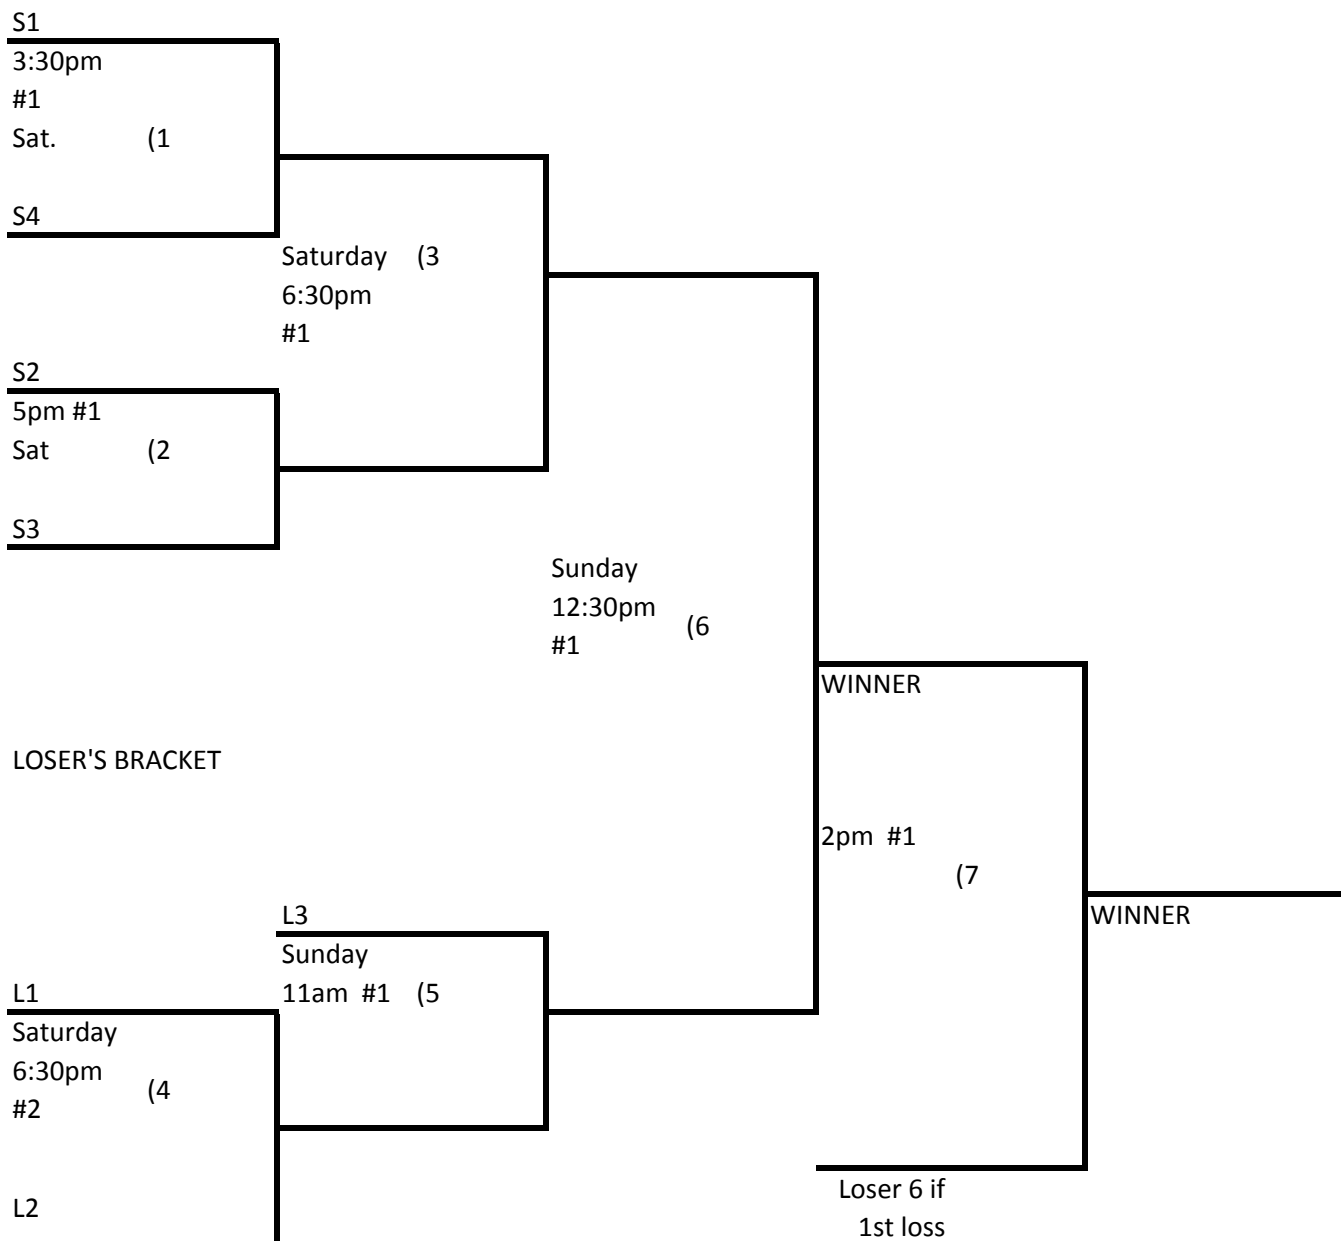 S1
3:30pm
#1
Sat. (1
S4
Saturday (3
6:30pm
#1
S2
5pm #1
Sat (2
S3
Sunday
12:30pm
(6
#1
WINNER
LOSER'S BRACKET
2pm #1
(7
L3
WINNER
Sunday
11am #1 (5
L1
Saturday
6:30pm
(4
#2
Loser 6 if
1st loss
L2